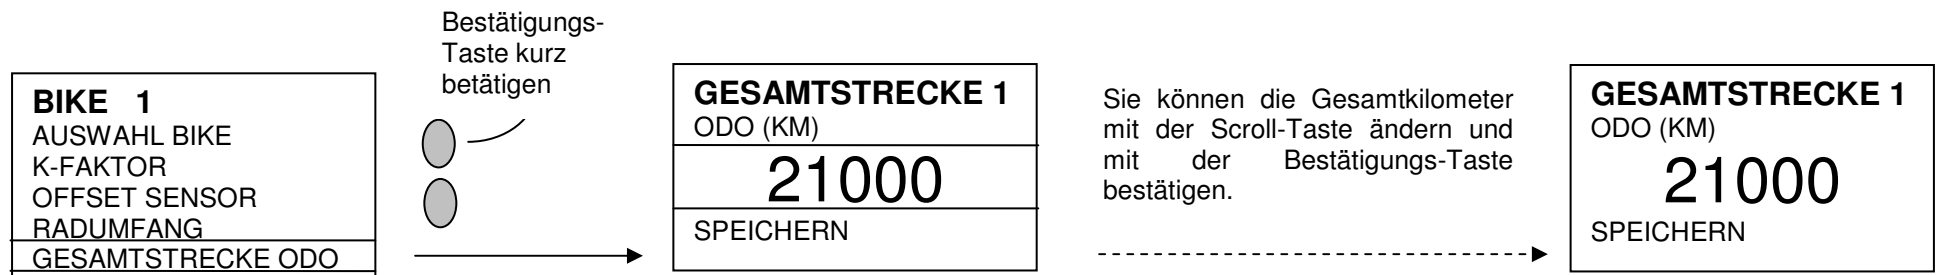 Bestätigungs-
Taste kurz
betätigen
BIKE 1
AUSWAHL BIKE
K-FAKTOR
OFFSET SENSOR
RADUMFANG
GESAMTSTRECKE ODO
GESAMTSTRECKE 1
ODO (KM)
21000
SPEICHERN
Sie können die Gesamtkilometer
mit der Scroll-Taste ändern und
mit der Bestätigungs-Taste
bestätigen.
GESAMTSTRECKE 1
ODO (KM)
21000
SPEICHERN